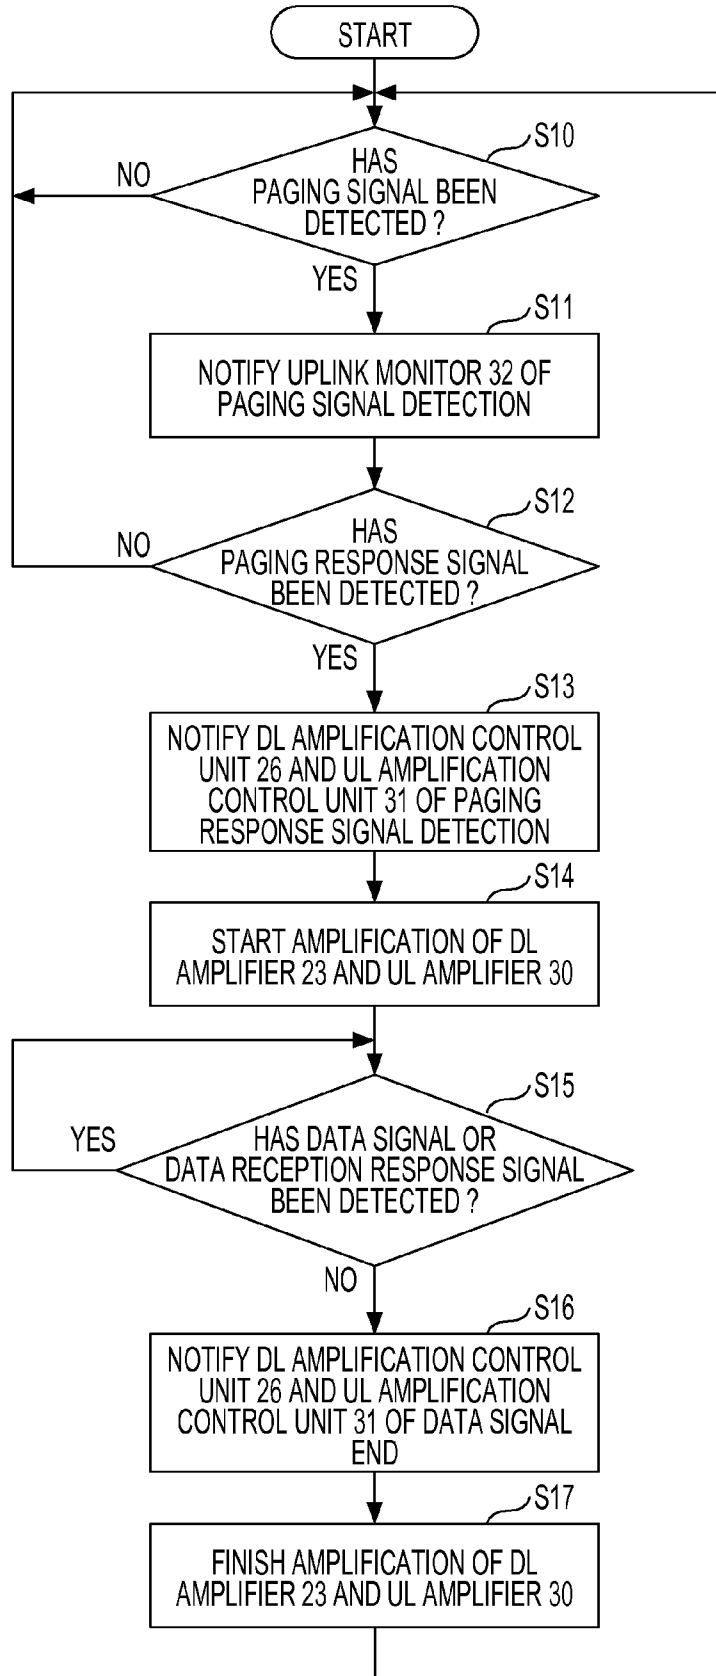 START
S10
HAS
PAGING SIGNAL BEEN
DETECTED ?
NO
YES
S11
NOTIFY UPLINK MONITOR 32 OF
PAGING SIGNAL DETECTION
S12
HAS
PAGING RESPONSE SIGNAL
BEEN DETECTED ?
NO
YES
S13
NOTIFY DL AMPLIFICATION CONTROL
UNIT 26 AND UL AMPLIFICATION
CONTROL UNIT 31 OF PAGING
RESPONSE SIGNAL DETECTION
S14
START AMPLIFICATION OF DL
AMPLIFIER 23 AND UL AMPLIFIER 30
S15
YES
HAS DATA SIGNAL OR
DATA RECEPTION RESPONSE SIGNAL
BEEN DETECTED ?
NO
S16
NOTIFY DL AMPLIFICATION CONTROL
UNIT 26 AND UL AMPLIFICATION
CONTROL UNIT 31 OF DATA SIGNAL
END
S17
FINISH AMPLIFICATION OF DL
AMPLIFIER 23 AND UL AMPLIFIER 30